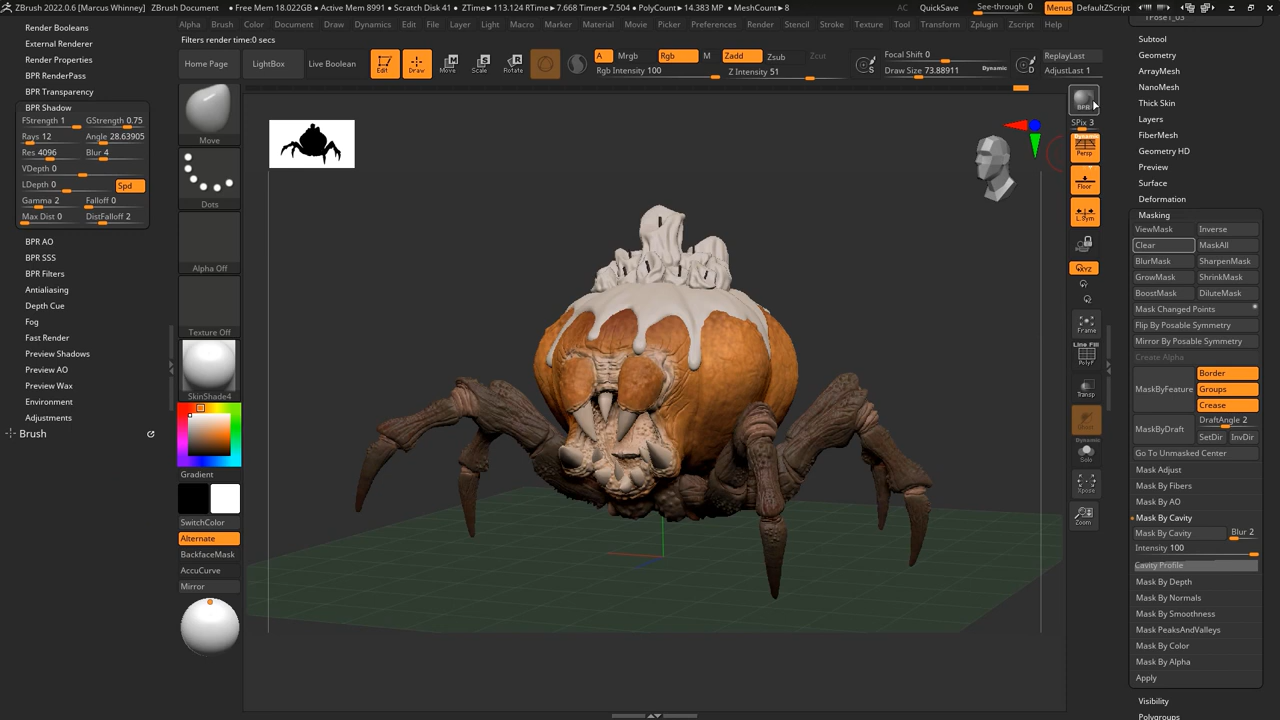 ZBrush 2022.0.6 [Marcus Whinney] ZBrush Document • Free Mem 18.022GB • Active Mem 8991 • Scratch Disk 41 • ZTime►113.124 RTime►7.668 Timer►7.504 • PolyCount►14.383 MP • MeshCount►8 AC QuickSave See-through 0 Menus DefaultZScript
Alpha Brush Color Document Draw Dynamics Edit File Layer Light Macro Marker Material Movie Picker Preferences Render Stencil Stroke Texture Tool Transform Zplugin Zscript Help
Filters render time:0 secs
Home Page LightBox Live Boolean Edit Draw Move Scale Rotate A Mrgb Rgb M Zadd Zsub Zcut Focal Shift 0 ReplayLast
Rgb Intensity 100 Z Intensity 51 S Draw Size 73.88911 Dynamic D AdjustLast 1
Render Booleans
External Renderer
Render Properties
BPR RenderPass
BPR Transparency
BPR Shadow
FStrength 1 GStrength 0.75
Rays 12 Angle 28.63905
Res 4096 Blur 4
VDepth 0
LDepth 0 Spd
Gamma 2 Falloff 0
Max Dist 0 DistFalloff 2
BPR AO
BPR SSS
BPR Filters
Antialiasing
Depth Cue
Fog
Fast Render
Preview Shadows
Preview AO
Preview Wax
Environment
Adjustments
Brush
Move
Dots
Alpha Off
Texture Off
SkinShade4
Gradient
SwitchColor
Alternate
BackfaceMask
AccuCurve
Mirror
BPR
SPix 3
Dynamic
Persp
Floor
L.Sym
XYZ
Frame
Line Fill
PolyF
Transp
Ghost
Dynamic
Solo
Xpose
Zoom
TPose1_03
Subtool
Geometry
ArrayMesh
NanoMesh
Thick Skin
Layers
FiberMesh
Geometry HD
Preview
Surface
Deformation
Masking
ViewMask Inverse
Clear MaskAll
BlurMask SharpenMask
GrowMask ShrinkMask
BoostMask DiluteMask
Mask Changed Points
Flip By Posable Symmetry
Mirror By Posable Symmetry
Create Alpha
Border
MaskByFeature Groups
Crease
MaskByDraft DraftAngle 2
SetDir InvDir
Go To Unmasked Center
Mask Adjust
Mask By Fibers
Mask By AO
Mask By Cavity
Mask By Cavity Blur 2
Intensity 100
Cavity Profile
Mask By Depth
Mask By Normals
Mask By Smoothness
Mask PeaksAndValleys
Mask By Color
Mask By Alpha
Apply
Visibility
Polygroups